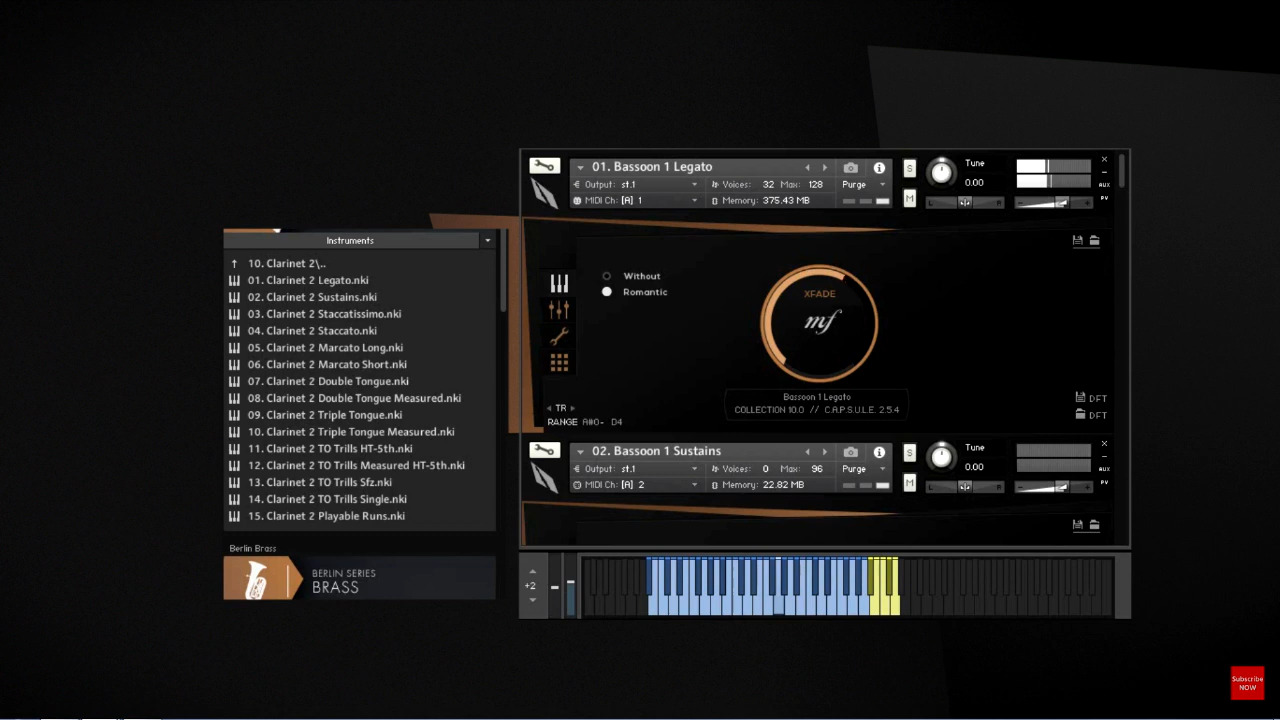 Instruments
10. Clarinet 2\..
01. Clarinet 2 Legato.nki
02. Clarinet 2 Sustains.nki
03. Clarinet 2 Staccatissimo.nki
04. Clarinet 2 Staccato.nki
05. Clarinet 2 Marcato Long.nki
06. Clarinet 2 Marcato Short.nki
07. Clarinet 2 Double Tongue.nki
08. Clarinet 2 Double Tongue Measured.nki
09. Clarinet 2 Triple Tongue.nki
10. Clarinet 2 Triple Tongue Measured.nki
11. Clarinet 2 TO Trills HT-5th.nki
12. Clarinet 2 TO Trills Measured HT-5th.nki
13. Clarinet 2 TO Trills Sfz.nki
14. Clarinet 2 TO Trills Single.nki
15. Clarinet 2 Playable Runs.nki
Berlin Brass
BERLIN SERIES
BRASS
01. Bassoon 1 Legato
Output: st.1
Voices: 32 Max: 128
Purge
MIDI Ch: [A] 1
Memory: 375.43 MB
S
M
Tune
0.00
L R
- +
×
–
AUX
PV
Without
Romantic
XFADE
mf
Bassoon 1 Legato
COLLECTION 10.0 // C.A.P.S.U.L.E. 2.5.4
TR
RANGE A#0- D4
DFT
DFT
02. Bassoon 1 Sustains
Output: st.1
Voices: 0 Max: 96
Purge
MIDI Ch: [A] 2
Memory: 22.82 MB
S
M
Tune
0.00
L R
- +
×
–
AUX
PV
+2
Subscribe
NOW